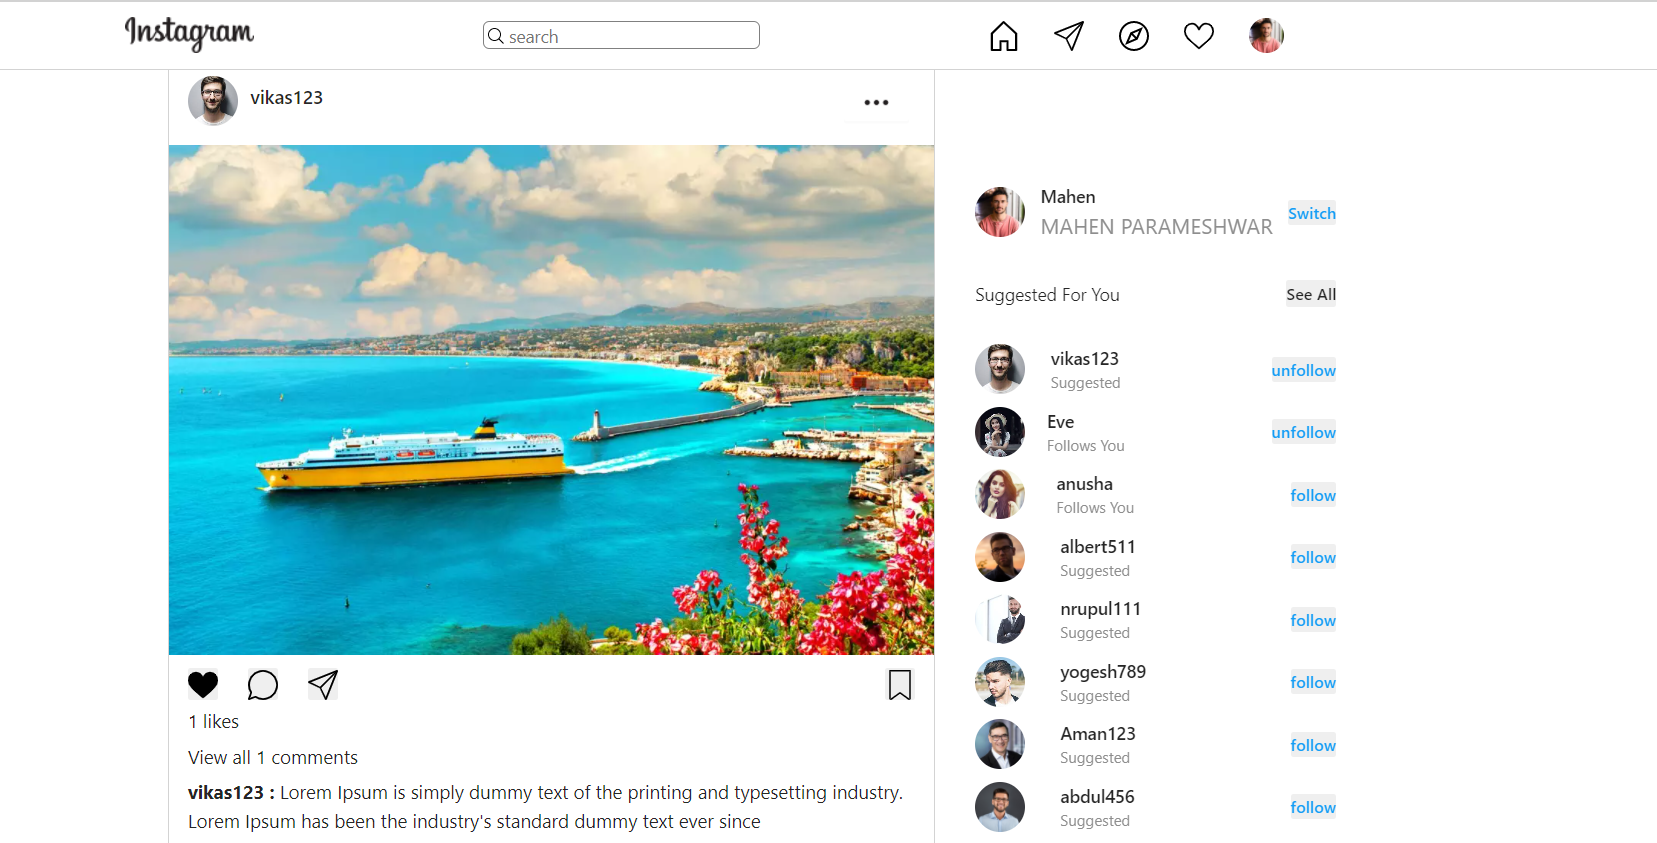 Instagram
search
vikas123
Mahen
MAHEN PARAMESHWAR
Switch
Suggested For You
See All
vikas123
Suggested
unfollow
Eve
Follows You
unfollow
anusha
Follows You
follow
albert511
Suggested
follow
nrupul111
Suggested
follow
yogesh789
Suggested
follow
Aman123
Suggested
follow
abdul456
Suggested
follow
1 likes
View all 1 comments
vikas123 : Lorem Ipsum is simply dummy text of the printing and typesetting industry.
Lorem Ipsum has been the industry's standard dummy text ever since